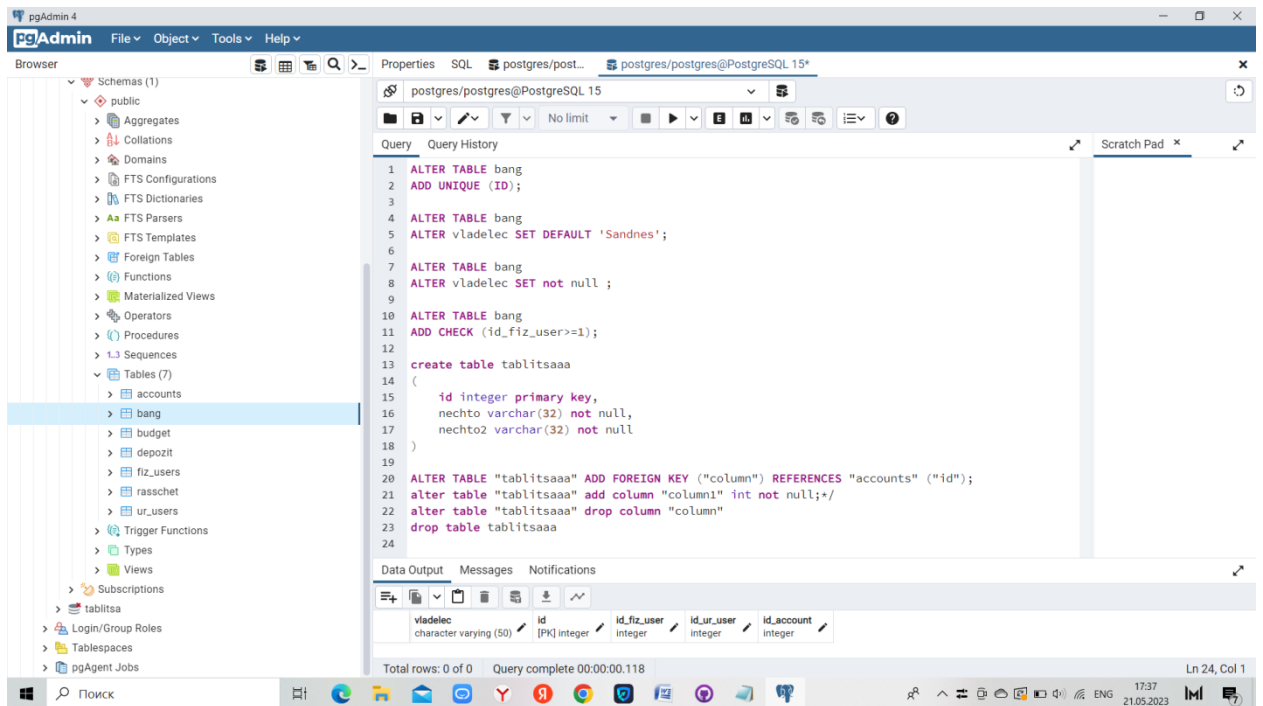 pgAdmin 4
pgAdmin File Object Tools Help
Browser
Properties SQL postgres/post... postgres/postgres@PostgreSQL 15*
Schemas (1)
public
Aggregates
Collations
Domains
FTS Configurations
FTS Dictionaries
Aa FTS Parsers
FTS Templates
Foreign Tables
Functions
Materialized Views
Operators
Procedures
1..3 Sequences
Tables (7)
accounts
bang
budget
depozit
fiz_users
rasschet
ur_users
Trigger Functions
Types
Views
Subscriptions
tablitsa
Login/Group Roles
Tablespaces
pgAgent Jobs
postgres/postgres@PostgreSQL 15
No limit
Query Query History
Scratch Pad
1 ALTER TABLE bang
2 ADD UNIQUE (ID);
3
4 ALTER TABLE bang
5 ALTER vladelec SET DEFAULT 'Sandnes';
6
7 ALTER TABLE bang
8 ALTER vladelec SET not null ;
9
10 ALTER TABLE bang
11 ADD CHECK (id_fiz_user>=1);
12
13 create table tablitsaaa
14 (
15 id integer primary key,
16 nechto varchar(32) not null,
17 nechto2 varchar(32) not null
18 )
19
20 ALTER TABLE "tablitsaaa" ADD FOREIGN KEY ("column") REFERENCES "accounts" ("id");
21 alter table "tablitsaaa" add column "column1" int not null;*/
22 alter table "tablitsaaa" drop column "column"
23 drop table tablitsaaa
24
Data Output Messages Notifications
vladelec id id_fiz_user id_ur_user id_account
character varying (50) [PK] integer integer integer integer
Total rows: 0 of 0 Query complete 00:00:00.118 Ln 24, Col 1
Поиск
ENG
17:37
21.05.2023